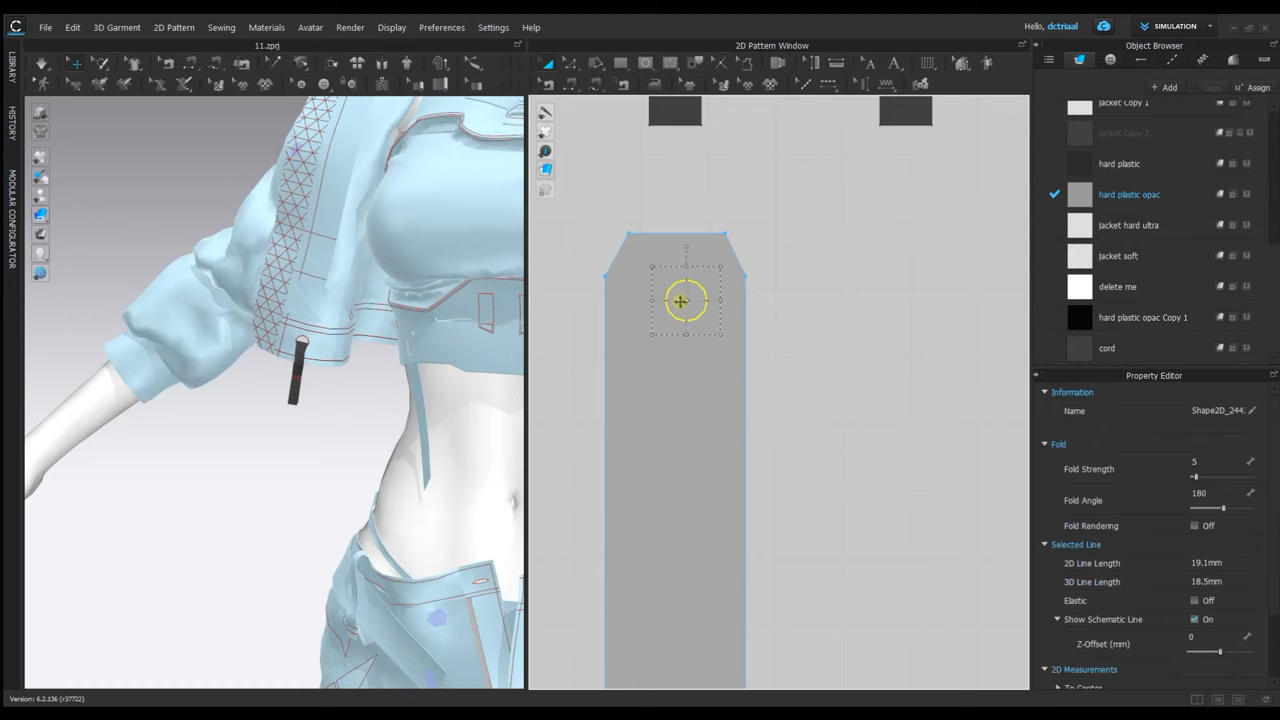 File Edit 3D Garment 2D Pattern Sewing Materials Avatar Render Display Preferences Settings Help
Hello, dctriaal
SIMULATION
11.zprj
2D Pattern Window
Object Browser
LIBRARY
HISTORY
MODULAR CONFIGURATOR
+ Add
Copy
Assign
jacket Copy 1
jacket Copy 2
hard plastic
hard plastic opac
jacket hard ultra
jacket soft
delete me
hard plastic opac Copy 1
cord
Property Editor
Information
Name Shape2D_244:
Fold
Fold Strength 5
Fold Angle 180
Fold Rendering Off
Selected Line
2D Line Length 19.1mm
3D Line Length 18.5mm
Elastic Off
Show Schematic Line On
Z-Offset (mm) 0
2D Measurements
To Center
Version: 6.2.136 (r37722)